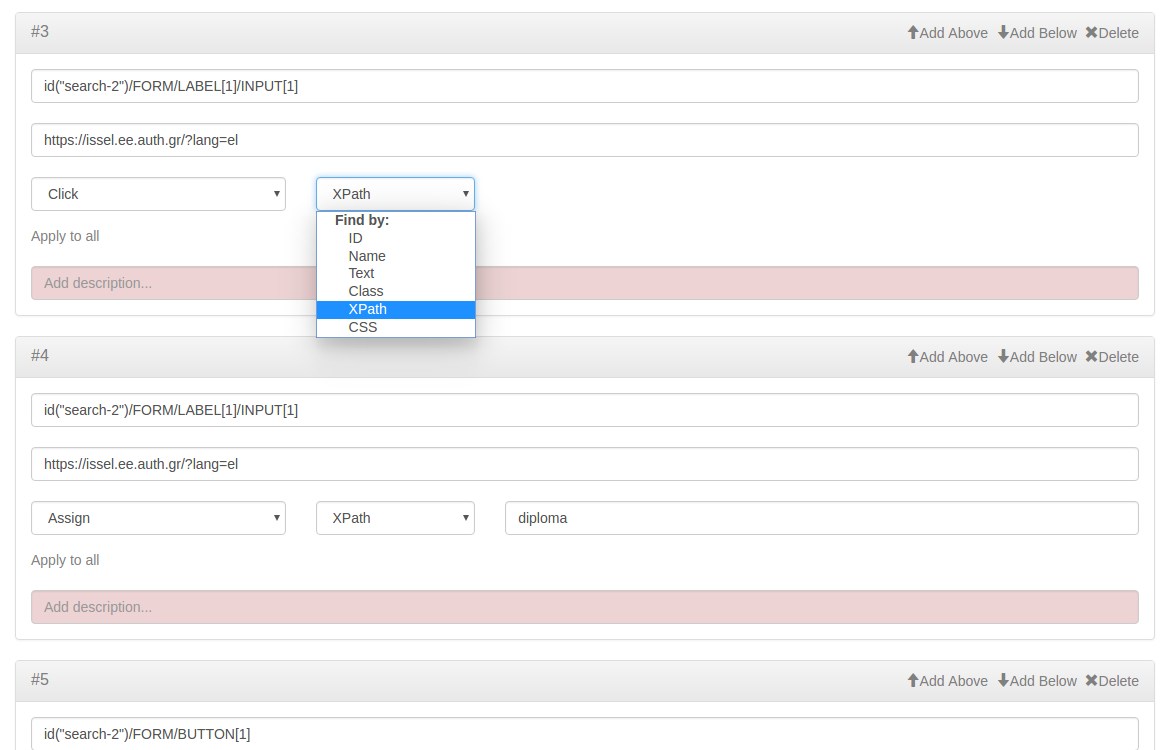 #3 Add Above Add Below Delete
id("search-2")/FORM/LABEL[1]/INPUT[1]
https://issel.ee.auth.gr/?lang=el
Click XPath
Find by:
ID
Name
Text
Class
XPath
CSS
Apply to all
Add description...
#4 Add Above Add Below Delete
id("search-2")/FORM/LABEL[1]/INPUT[1]
https://issel.ee.auth.gr/?lang=el
Assign XPath diploma
Apply to all
Add description...
#5 Add Above Add Below Delete
id("search-2")/FORM/BUTTON[1]